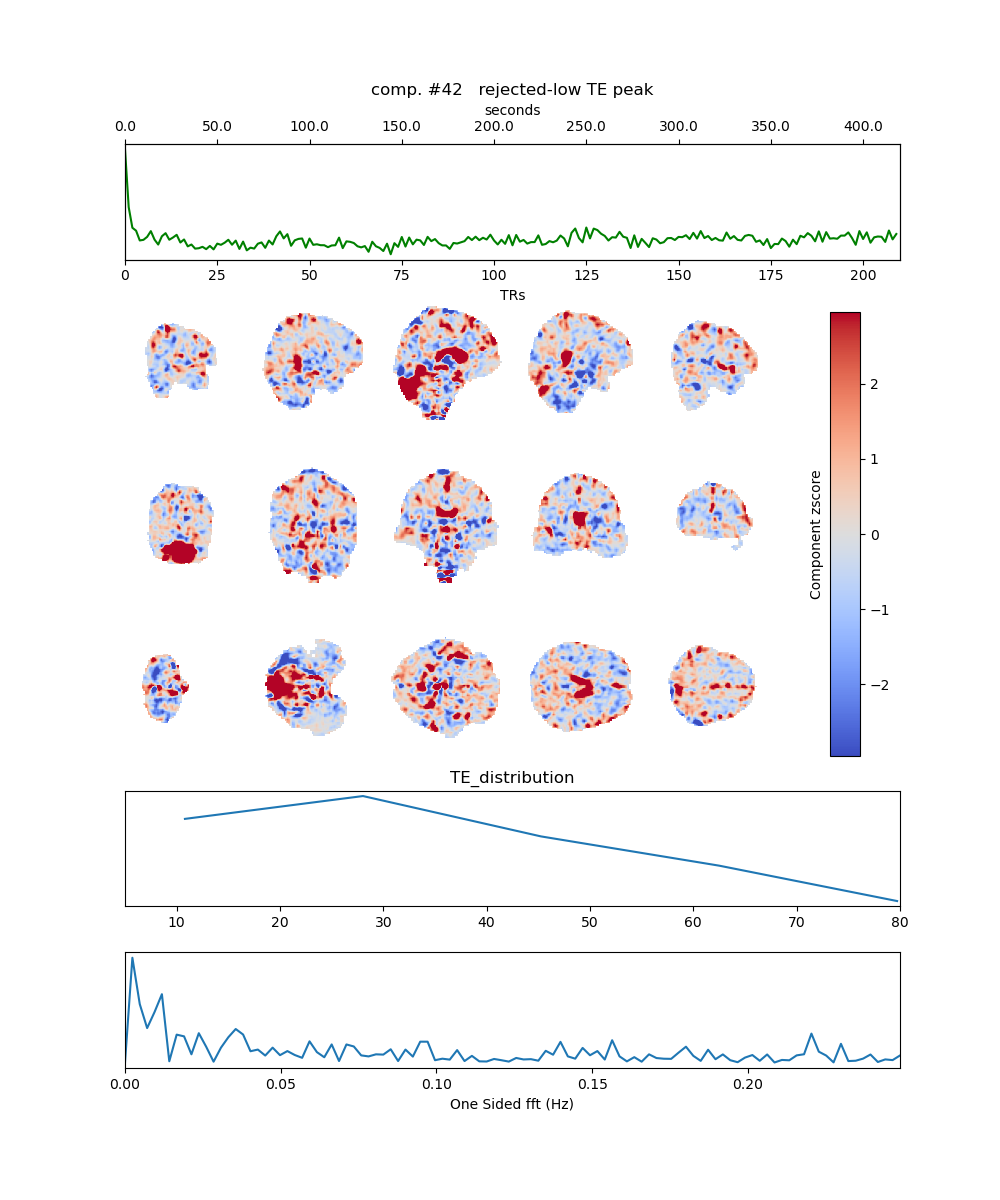 comp. #42   rejected-low TE peak
seconds
0.0 50.0 100.0 150.0 200.0 250.0 300.0 350.0 400.0
0 25 50 75 100 125 150 175 200
TRs
2
1
0
−1
−2
Component zscore
TE_distribution
10 20 30 40 50 60 70 80
0.00 0.05 0.10 0.15 0.20
One Sided fft (Hz)